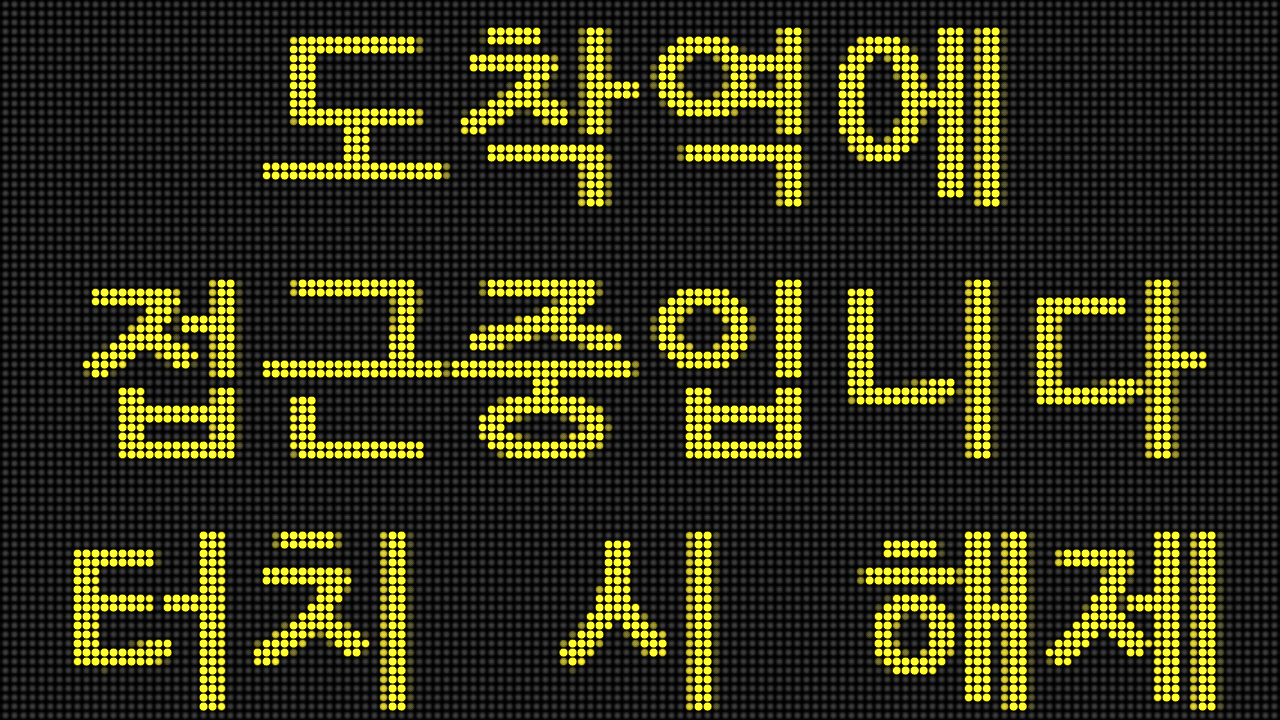 도착역에
접근중입니다
터치 시 해제